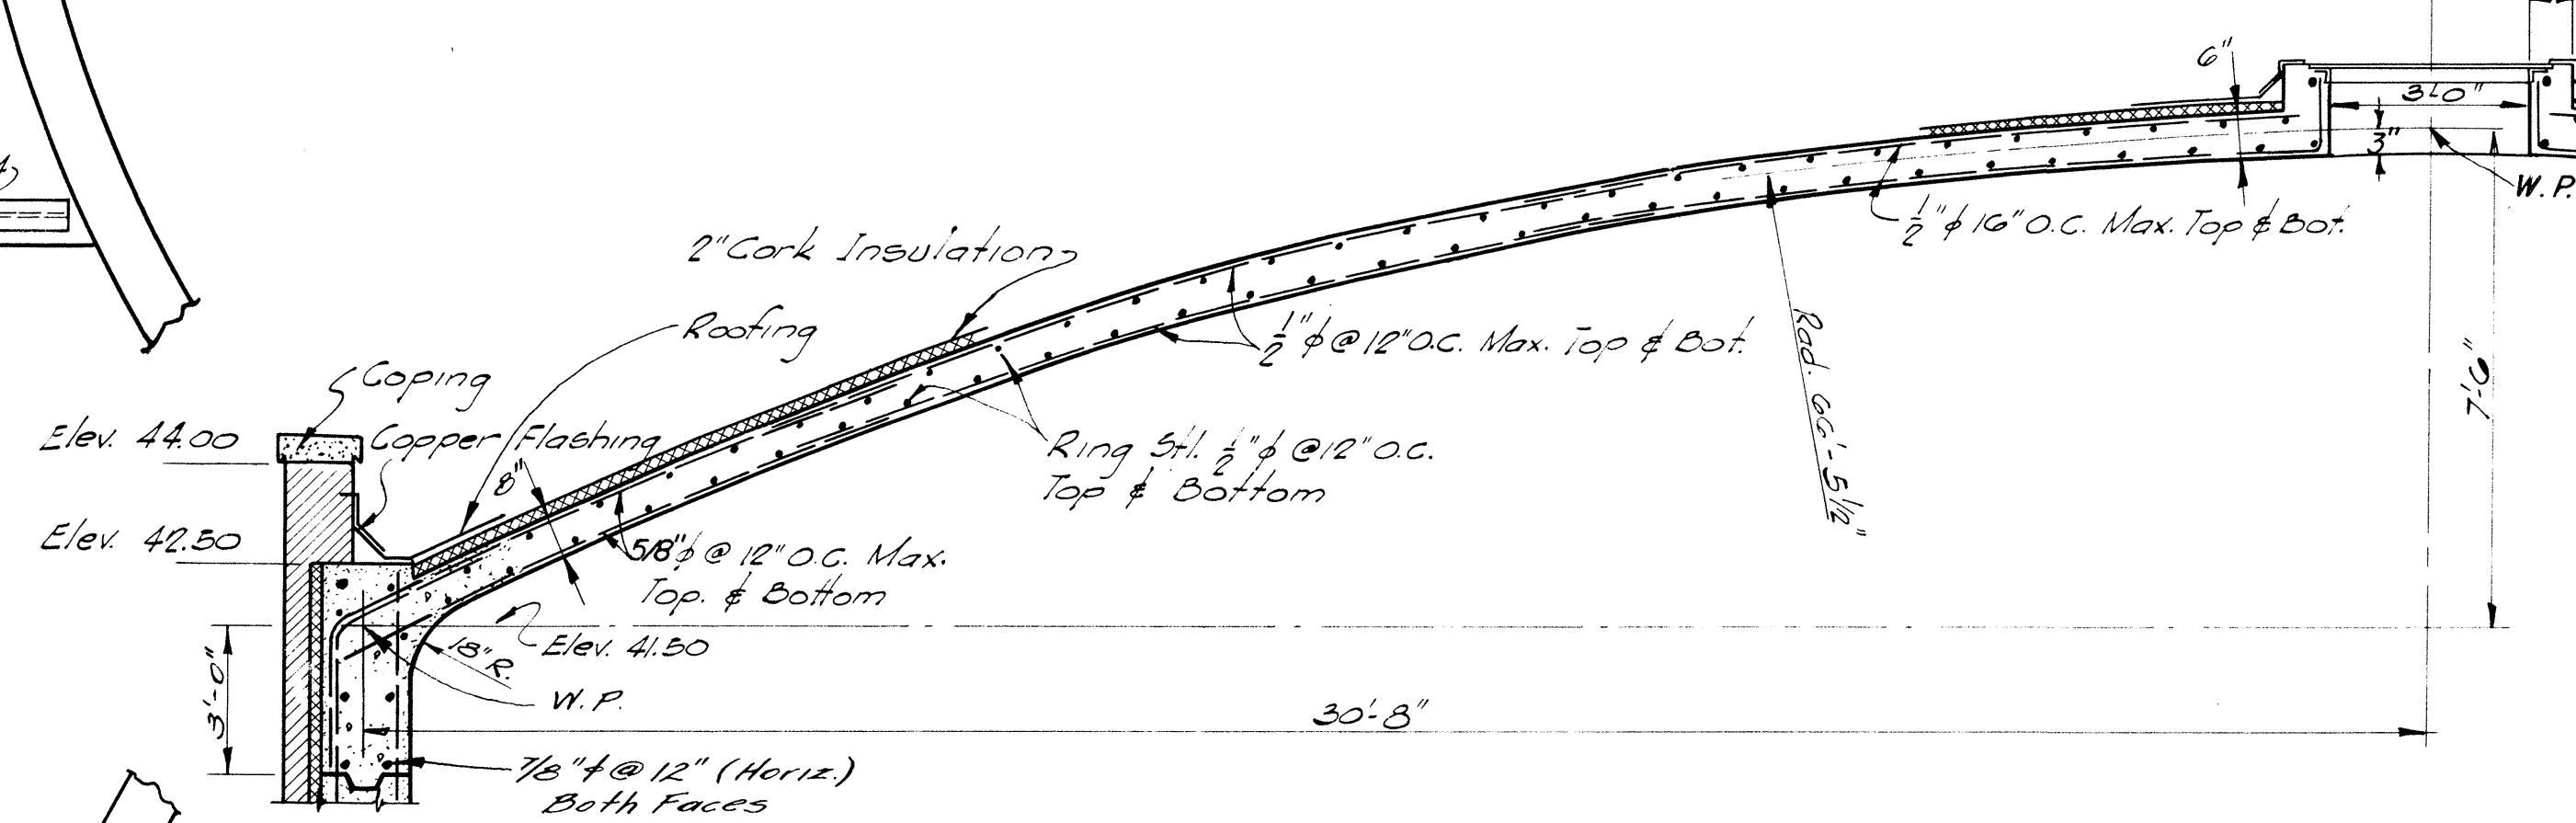 6"
3'-0"
3"
W.P.
½" ϕ 16" O.C. Max. Top & Bot.
2" Cork Insulation
Roofing
½" ϕ @ 12" O.C. Max. Top & Bot.
Rad. 66'-5½"
7'-6"
Coping
Elev. 44.00
Copper Flashing
8"
Ring Stl. ½" ϕ @ 12" O.C.
Top & Bottom
Elev. 42.50
5/8" ϕ @ 12" O.C. Max.
Top. & Bottom
Elev. 41.50
18" R.
3'-0"
W.P.
30'-8"
7/8" ϕ @ 12" (Horiz.)
Both Faces